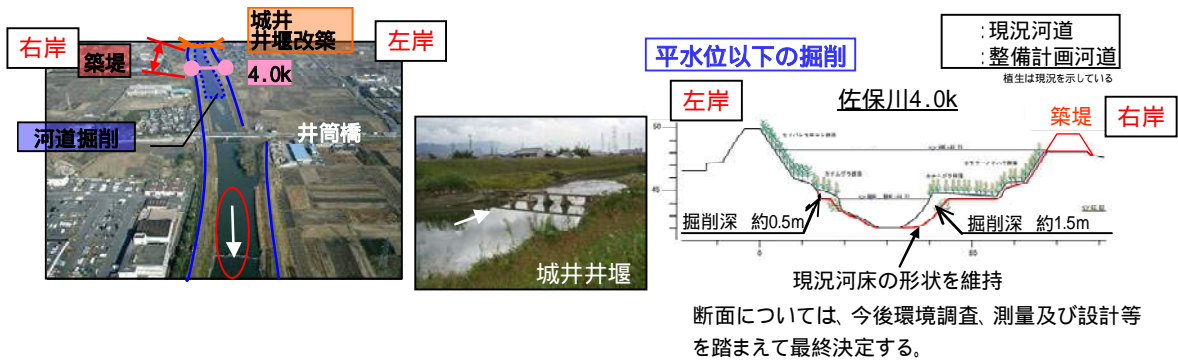 城井
井堰改築
右岸
左岸
築堤
4.0k
河道掘削
井筒橋
城井井堰
：現況河道
：整備計画河道
植生は現況を示している
平水位以下の掘削
左岸
佐保川4.0k
築堤
右岸
50
45
掘削深 約0.5m
掘削深 約1.5m
0
現況河床の形状を維持
断面については、今後環境調査、測量及び設計等
を踏まえて最終決定する。